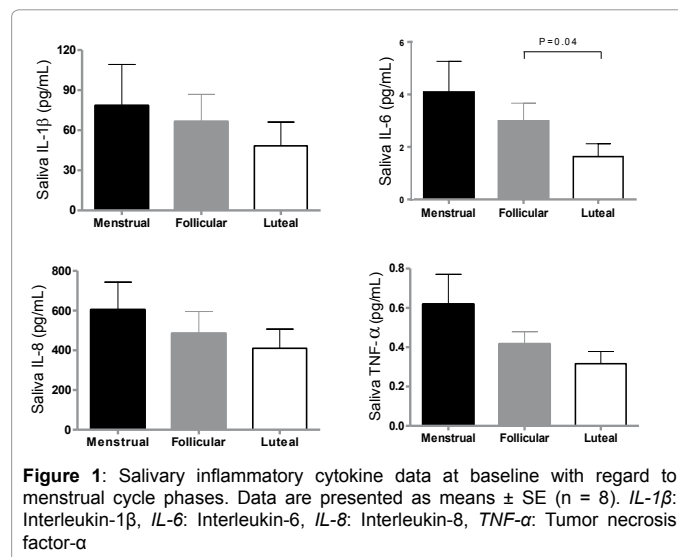 120
90
60
30
0
Saliva IL-1β (pg/mL)
Menstrual Follicular Luteal
P=0.04
6
4
2
0
Saliva IL-6 (pg/mL)
Menstrual Follicular Luteal
800
600
400
200
0
Saliva IL-8 (pg/mL)
Menstrual Follicular Luteal
0.8
0.6
0.4
0.2
0.0
Saliva TNF-α (pg/mL)
Menstrual Follicular Luteal
Figure 1: Salivary inflammatory cytokine data at baseline with regard to
menstrual cycle phases. Data are presented as means ± SE (n = 8). IL-1β:
Interleukin-1β, IL-6: Interleukin-6, IL-8: Interleukin-8, TNF-α: Tumor necrosis
factor-α